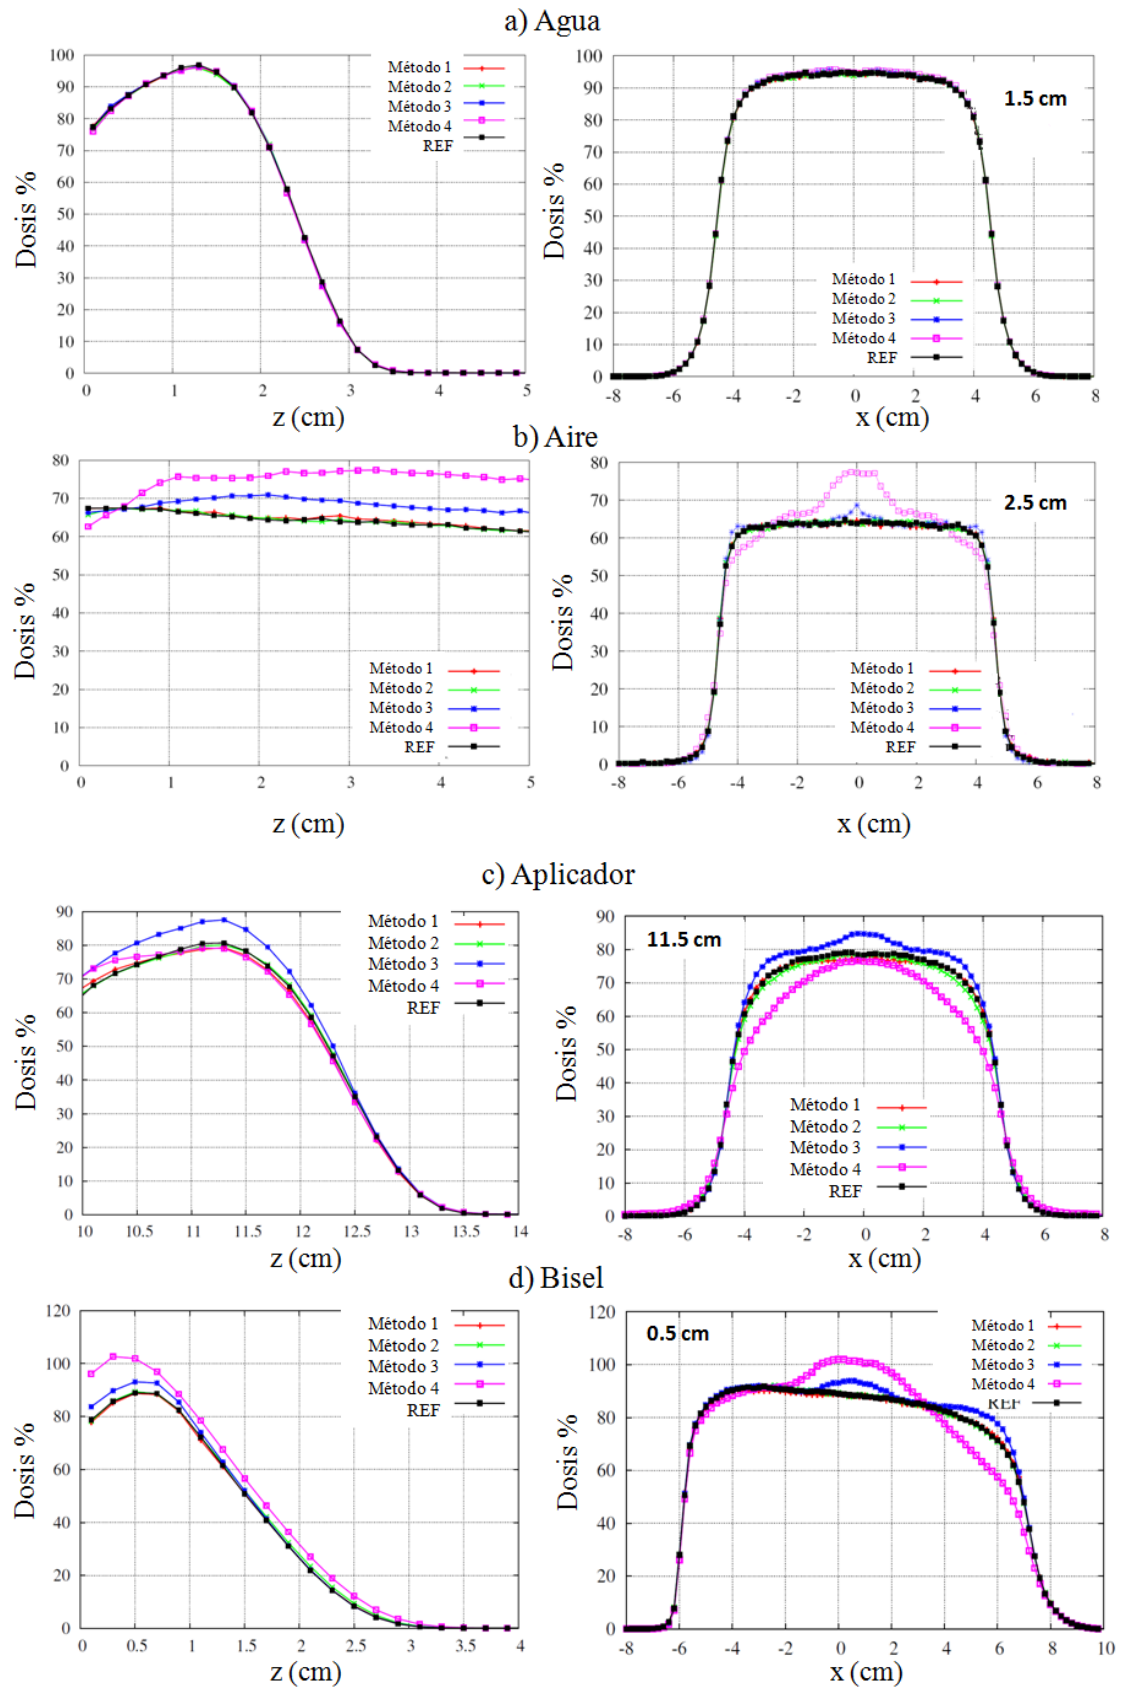 a) Agua
Dosis %
100
90
80
70
60
50
40
30
20
10
0
0 1 2 3 4 5
z (cm)
Método 1
Método 2
Método 3
Método 4
REF
Dosis %
100
90
80
70
60
50
40
30
20
10
0
-8 -6 -4 -2 0 2 4 6 8
x (cm)
1.5 cm
Método 1
Método 2
Método 3
Método 4
REF
b) Aire
Dosis %
80
70
60
50
40
30
20
10
0
0 1 2 3 4 5
z (cm)
Método 1
Método 2
Método 3
Método 4
REF
Dosis %
80
70
60
50
40
30
20
10
0
-8 -6 -4 -2 0 2 4 6 8
x (cm)
2.5 cm
Método 1
Método 2
Método 3
Método 4
REF
c) Aplicador
Dosis %
90
80
70
60
50
40
30
20
10
0
10 10.5 11 11.5 12 12.5 13 13.5 14
z (cm)
Método 1
Método 2
Método 3
Método 4
REF
Dosis %
90
80
70
60
50
40
30
20
10
0
-8 -6 -4 -2 0 2 4 6 8
x (cm)
11.5 cm
Método 1
Método 2
Método 3
Método 4
REF
d) Bisel
Dosis %
120
100
80
60
40
20
0
0 0.5 1 1.5 2 2.5 3 3.5 4
z (cm)
Método 1
Método 2
Método 3
Método 4
REF
Dosis %
120
100
80
60
40
20
0
-8 -6 -4 -2 0 2 4 6 8 10
x (cm)
0.5 cm
Método 1
Método 2
Método 3
Método 4
REF